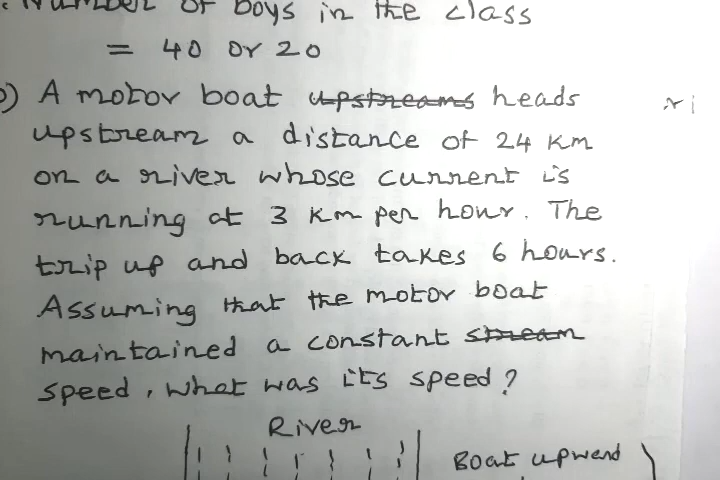 Number of boys in the class
= 40 or 20
A motor boat upstreams heads
upstream a distance of 24 km
on a river whose current is
running at 3 km per hour. The
trip up and back takes 6 hours.
Assuming that the motor boat
maintained a constant stream
speed, what was its speed?
River
Boat upward